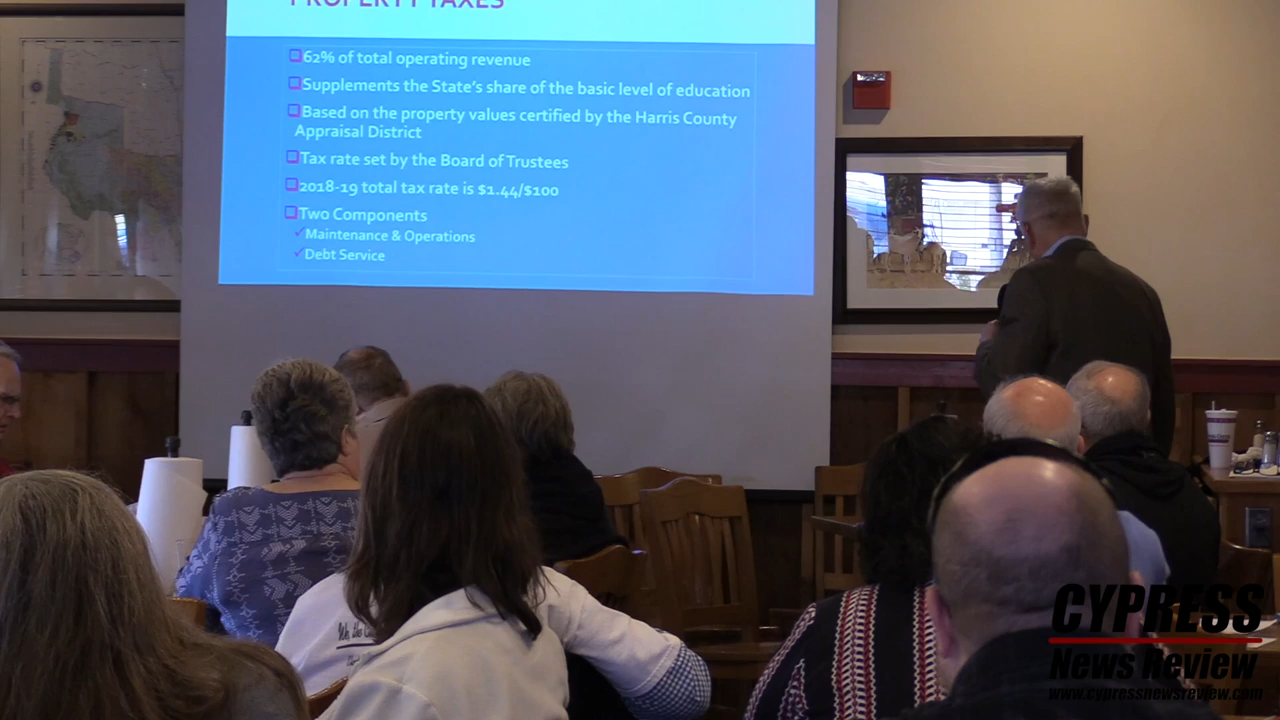 PROPERTY TAXES
62% of total operating revenue
Supplements the State's share of the basic level of education
Based on the property values certified by the Harris County
Appraisal District
Tax rate set by the Board of Trustees
2018-19 total tax rate is $1.44/$100
Two Components
Maintenance & Operations
Debt Service
We, the
CYPRESS
News Review
www.cypressnewsreview.com